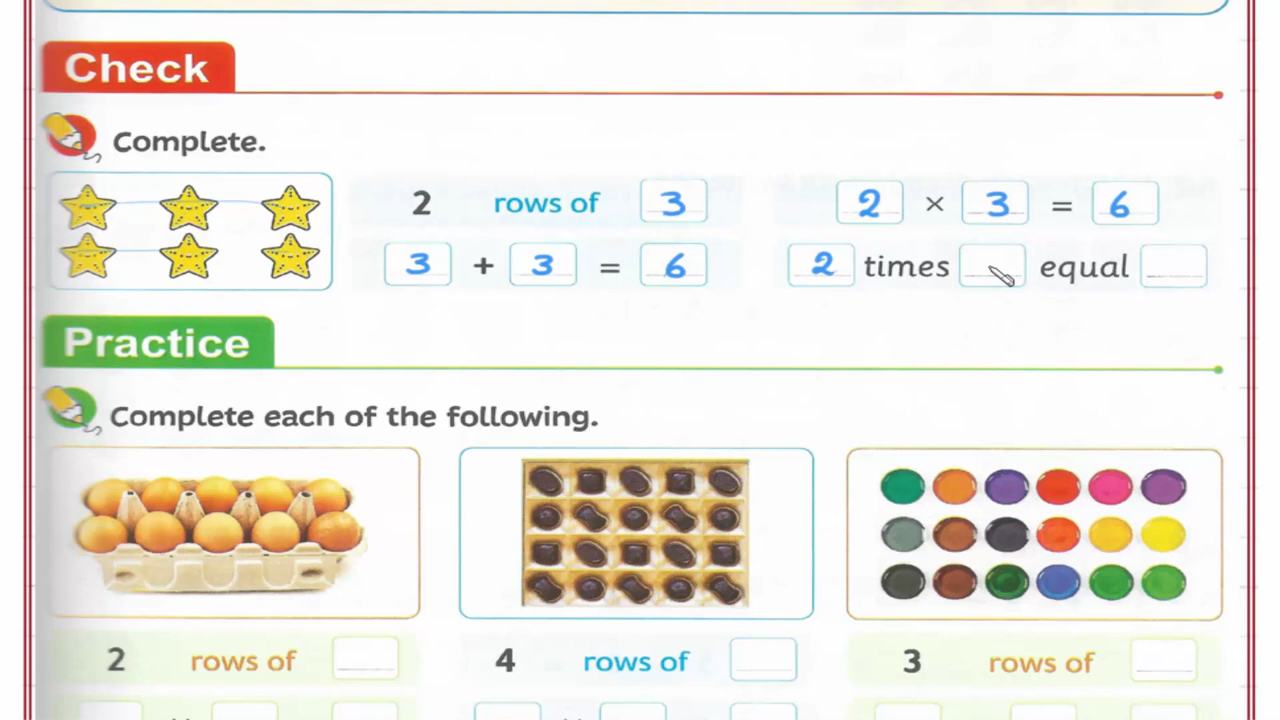 Check
Complete.
2 rows of 3
2 × 3 = 6
3 + 3 = 6
2 times equal
Practice
Complete each of the following.
2 rows of
4 rows of
3 rows of